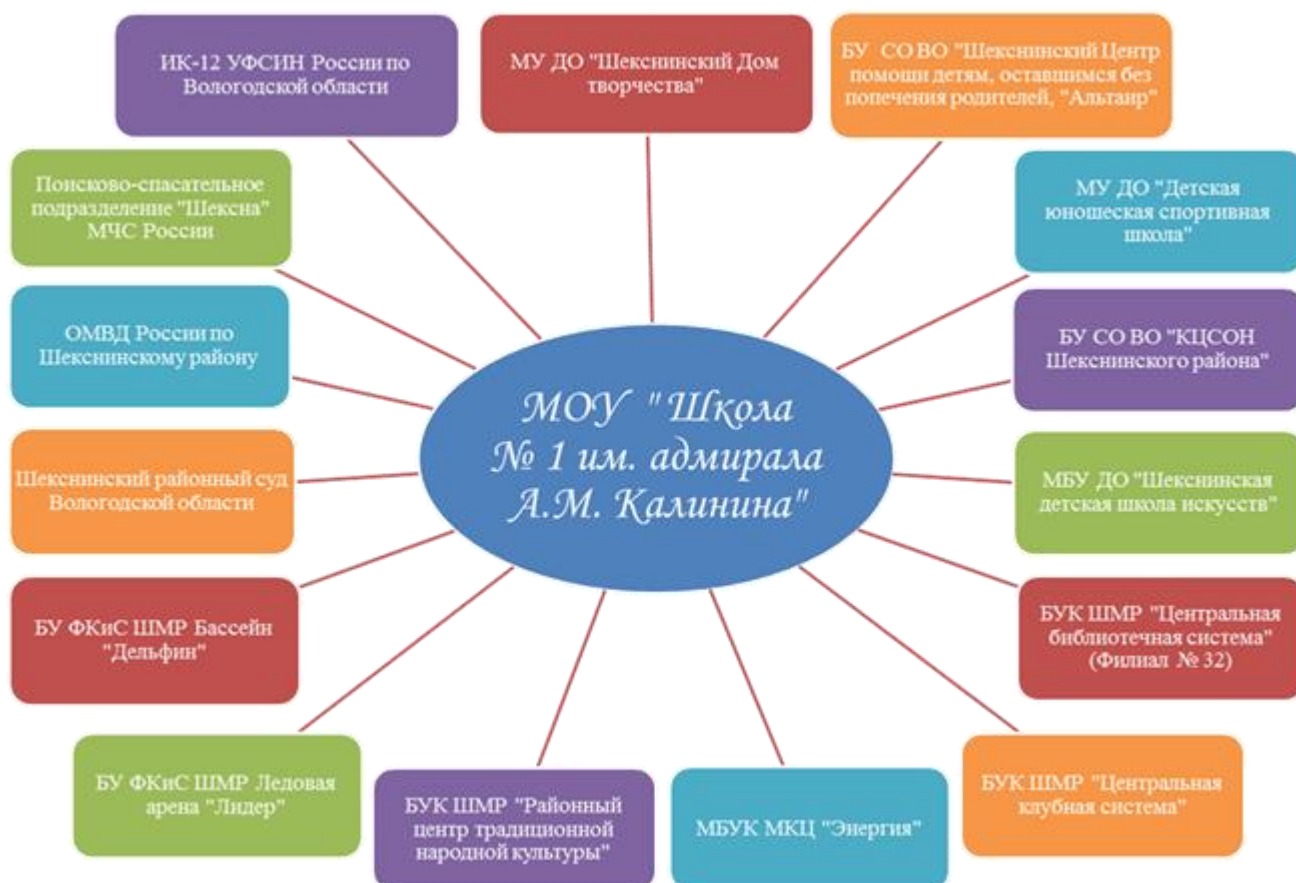 ИК-12 УФСИН России по
Вологодской области
МУ ДО "Шекснинский Дом
творчества"
БУ СО ВО "Шекснинский Центр
помощи детям, оставшимся без
попечения родителей, "Альтаир"
Поисково-спасательное
подразделение "Шексна"
МЧС России
МУ ДО "Детская
юношеская спортивная
школа"
ОМВД России по
Шекснинскому району
БУ СО ВО "КЦСОН
Шекснинского района"
МОУ "Школа
№ 1 им. адмирала
А.М. Калинина"
Шекснинский районный суд
Вологодской области
МБУ ДО "Шекснинская
детская школа искусств"
БУ ФКиС ШМР Бассейн
"Дельфин"
БУК ШМР "Центральная
библиотечная система"
(Филиал № 32)
БУ ФКиС ШМР Ледовая
арена "Лидер"
БУК ШМР "Районный
центр традиционной
народной культуры"
МБУК МКЦ "Энергия"
БУК ШМР "Центральная
клубная система"